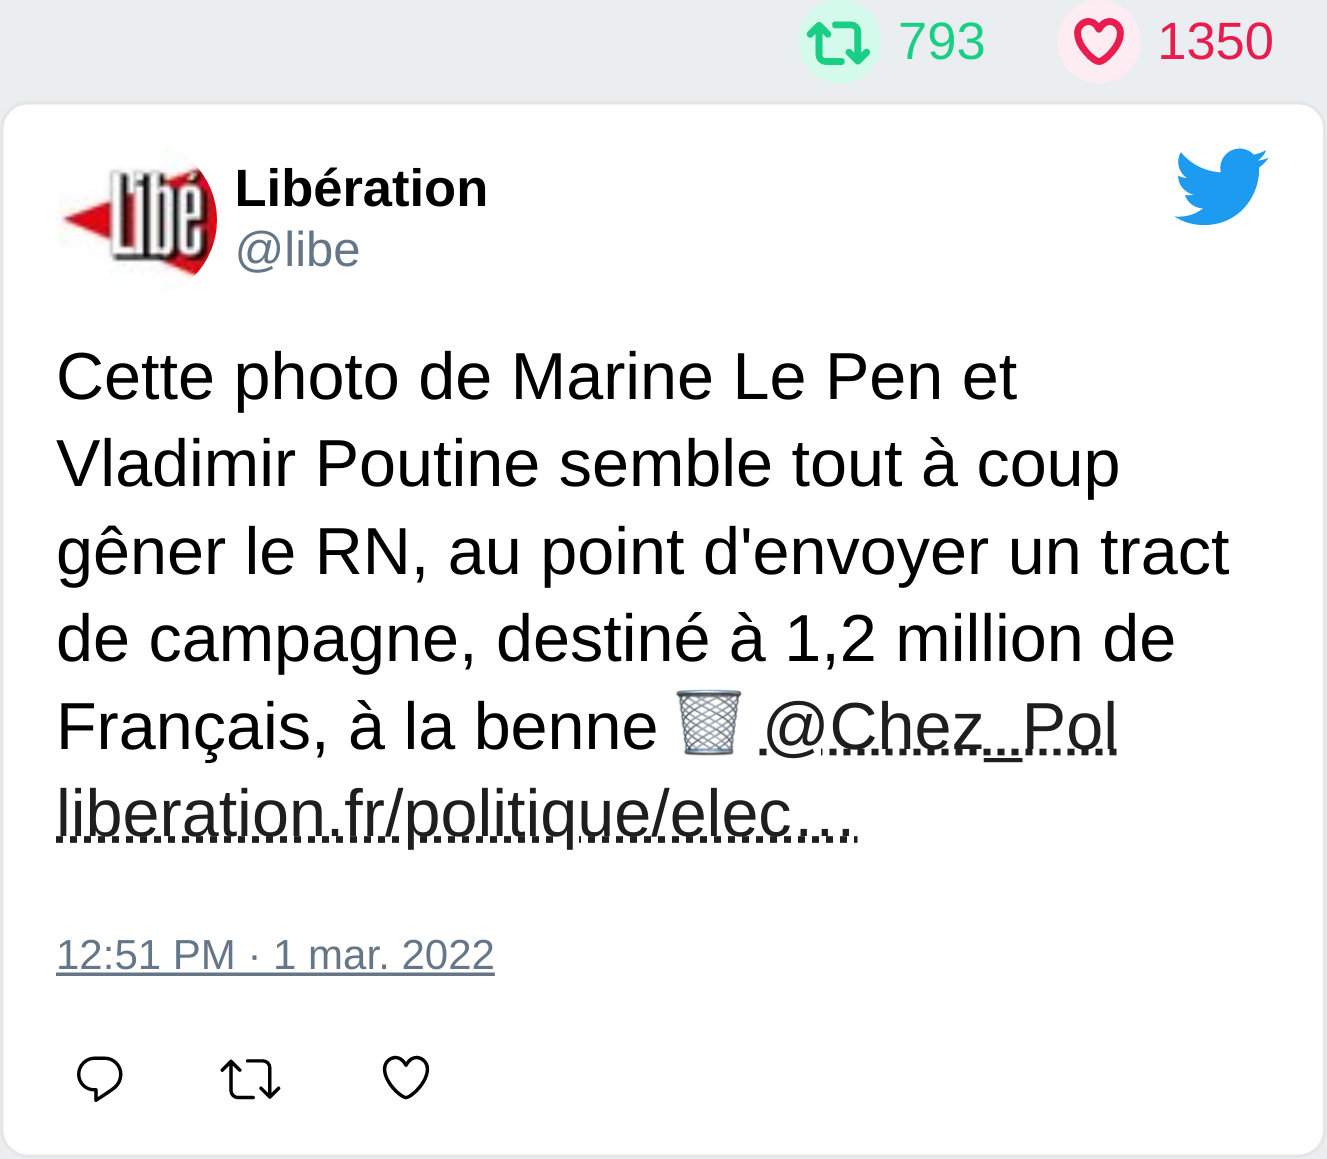 793 1350
Libé
Libération
@libe
Cette photo de Marine Le Pen et
Vladimir Poutine semble tout à coup
gêner le RN, au point d'envoyer un tract
de campagne, destiné à 1,2 million de
Français, à la benne 🗑️ @Chez_Pol
liberation.fr/politique/elec…
12:51 PM · 1 mar. 2022